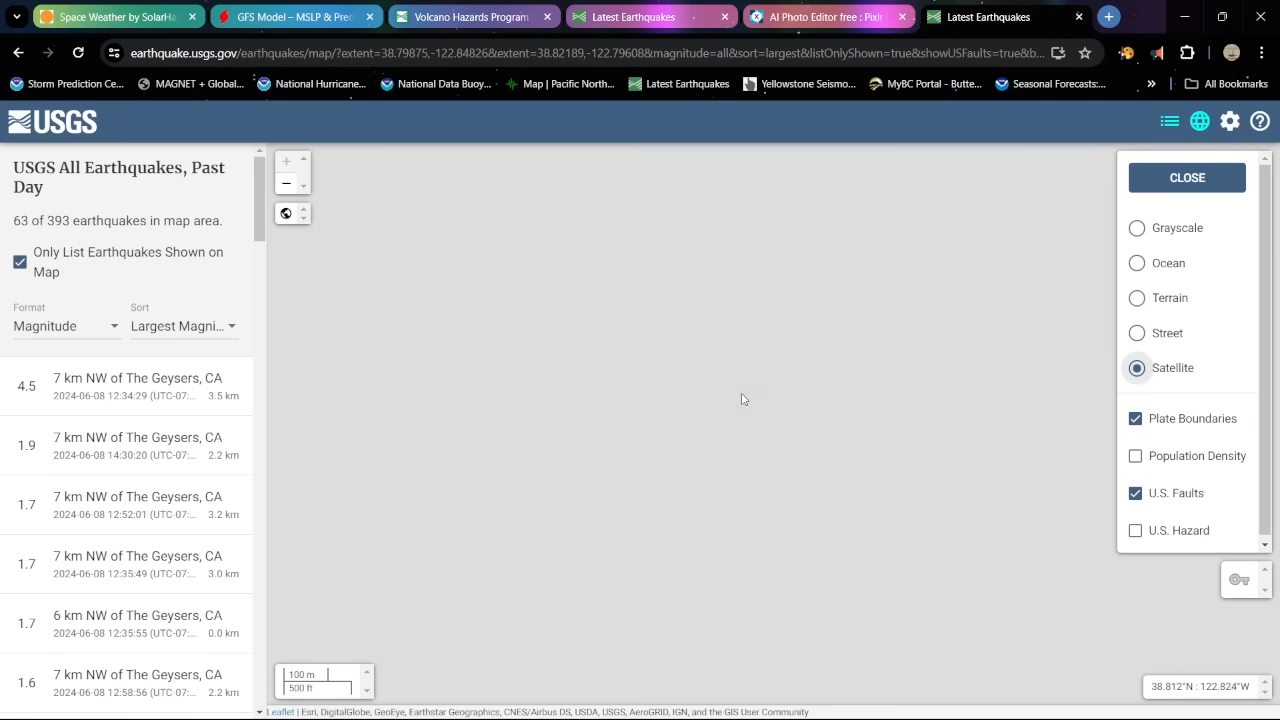 Space Weather by SolarHa
GFS Model – MSLP & Prec
Volcano Hazards Program
Latest Earthquakes
AI Photo Editor free : Pixlr
Latest Earthquakes
earthquake.usgs.gov/earthquakes/map/?extent=38.79875,-122.84826&extent=38.82189,-122.79608&magnitude=all&sort=largest&listOnlyShown=true&showUSFaults=true&b...
Storm Prediction Ce...
MAGNET + Global...
National Hurricane...
National Data Buoy...
Map | Pacific North...
Latest Earthquakes
Yellowstone Seismo...
MyBC Portal - Butte...
Seasonal Forecasts:...
All Bookmarks
USGS
USGS All Earthquakes, Past
Day
63 of 393 earthquakes in map area.
Only List Earthquakes Shown on
Map
Format
Sort
Magnitude
Largest Magni...
4.5
7 km NW of The Geysers, CA
2024-06-08 12:34:29 (UTC-07:... 3.5 km
1.9
7 km NW of The Geysers, CA
2024-06-08 14:30:20 (UTC-07:... 2.2 km
1.7
7 km NW of The Geysers, CA
2024-06-08 12:52:01 (UTC-07:... 3.2 km
1.7
7 km NW of The Geysers, CA
2024-06-08 12:35:49 (UTC-07:... 3.0 km
1.7
6 km NW of The Geysers, CA
2024-06-08 12:35:55 (UTC-07:... 0.0 km
1.6
7 km NW of The Geysers, CA
2024-06-08 12:58:56 (UTC-07:... 2.2 km
CLOSE
Grayscale
Ocean
Terrain
Street
Satellite
Plate Boundaries
Population Density
U.S. Faults
U.S. Hazard
100 m
500 ft
38.812°N : 122.824°W
Leaflet | Esri, DigitalGlobe, GeoEye, Earthstar Geographics, CNES/Airbus DS, USDA, USGS, AeroGRID, IGN, and the GIS User Community